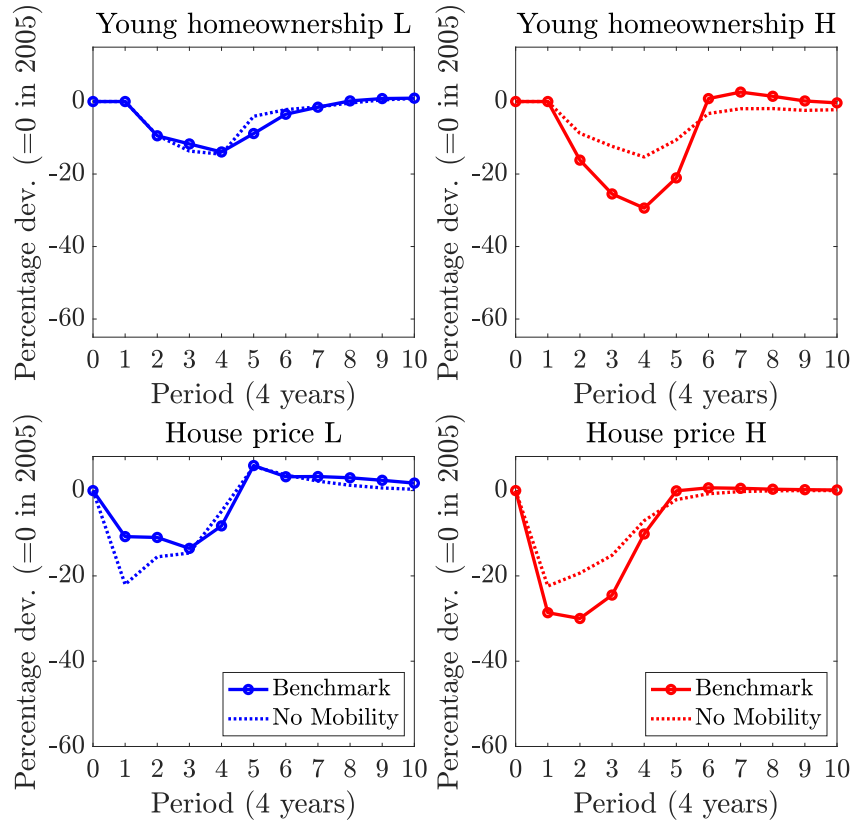 Young homeownership L
Percentage dev. (=0 in 2005)
0
-20
-40
-60
0 1 2 3 4 5 6 7 8 9 10
Period (4 years)
Young homeownership H
Percentage dev. (=0 in 2005)
0
-20
-40
-60
0 1 2 3 4 5 6 7 8 9 10
Period (4 years)
House price L
Percentage dev. (=0 in 2005)
0
-20
-40
-60
Benchmark
No Mobility
0 1 2 3 4 5 6 7 8 9 10
Period (4 years)
House price H
Percentage dev. (=0 in 2005)
0
-20
-40
-60
Benchmark
No Mobility
0 1 2 3 4 5 6 7 8 9 10
Period (4 years)